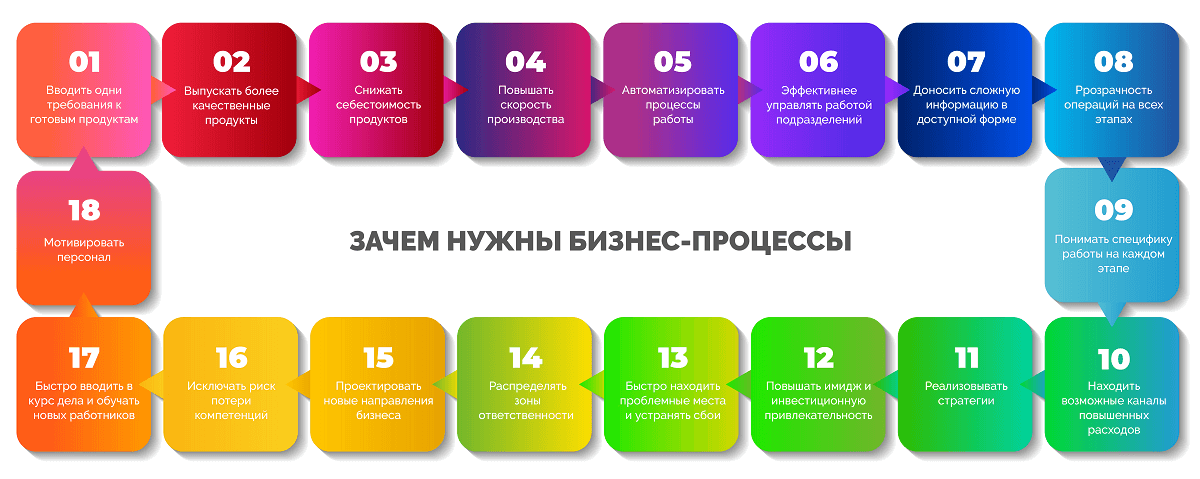 01
Вводить одни
требования к
готовым продуктам
02
Выпускать более
качественные
продукты
03
Снижать
себестоимость
продуктов
04
Повышать
скорость
производства
05
Автоматизировать
процессы
работы
06
Эффективнее
управлять работой
подразделений
07
Доносить сложную
информацию в
доступной форме
08
Ррозрачность
операций на всех
этапах
09
Понимать специфику
работы на каждом
этапе
ЗАЧЕМ НУЖНЫ БИЗНЕС-ПРОЦЕССЫ
10
Находить
возможные каналы
повышенных
расходов
11
Реализовывать
стратегии
12
Повышать имидж и
инвестиционную
привлекательность
13
Быстро находить
проблемные места
и устранять сбои
14
Распределять
зоны
ответственности
15
Проектировать
новые направления
бизнеса
16
Исключать риск
потери
компетенций
17
Быстро вводить в
курс дела и обучать
новых работников
18
Мотивировать
персонал